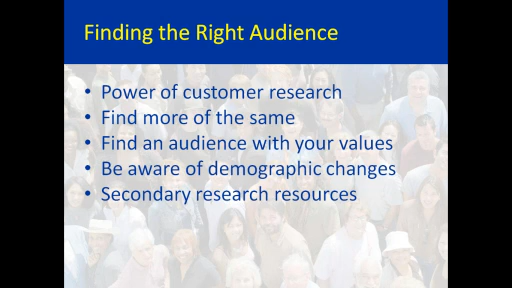 Finding the Right Audience
• Power of customer research
• Find more of the same
• Find an audience with your values
• Be aware of demographic changes
• Secondary research resources